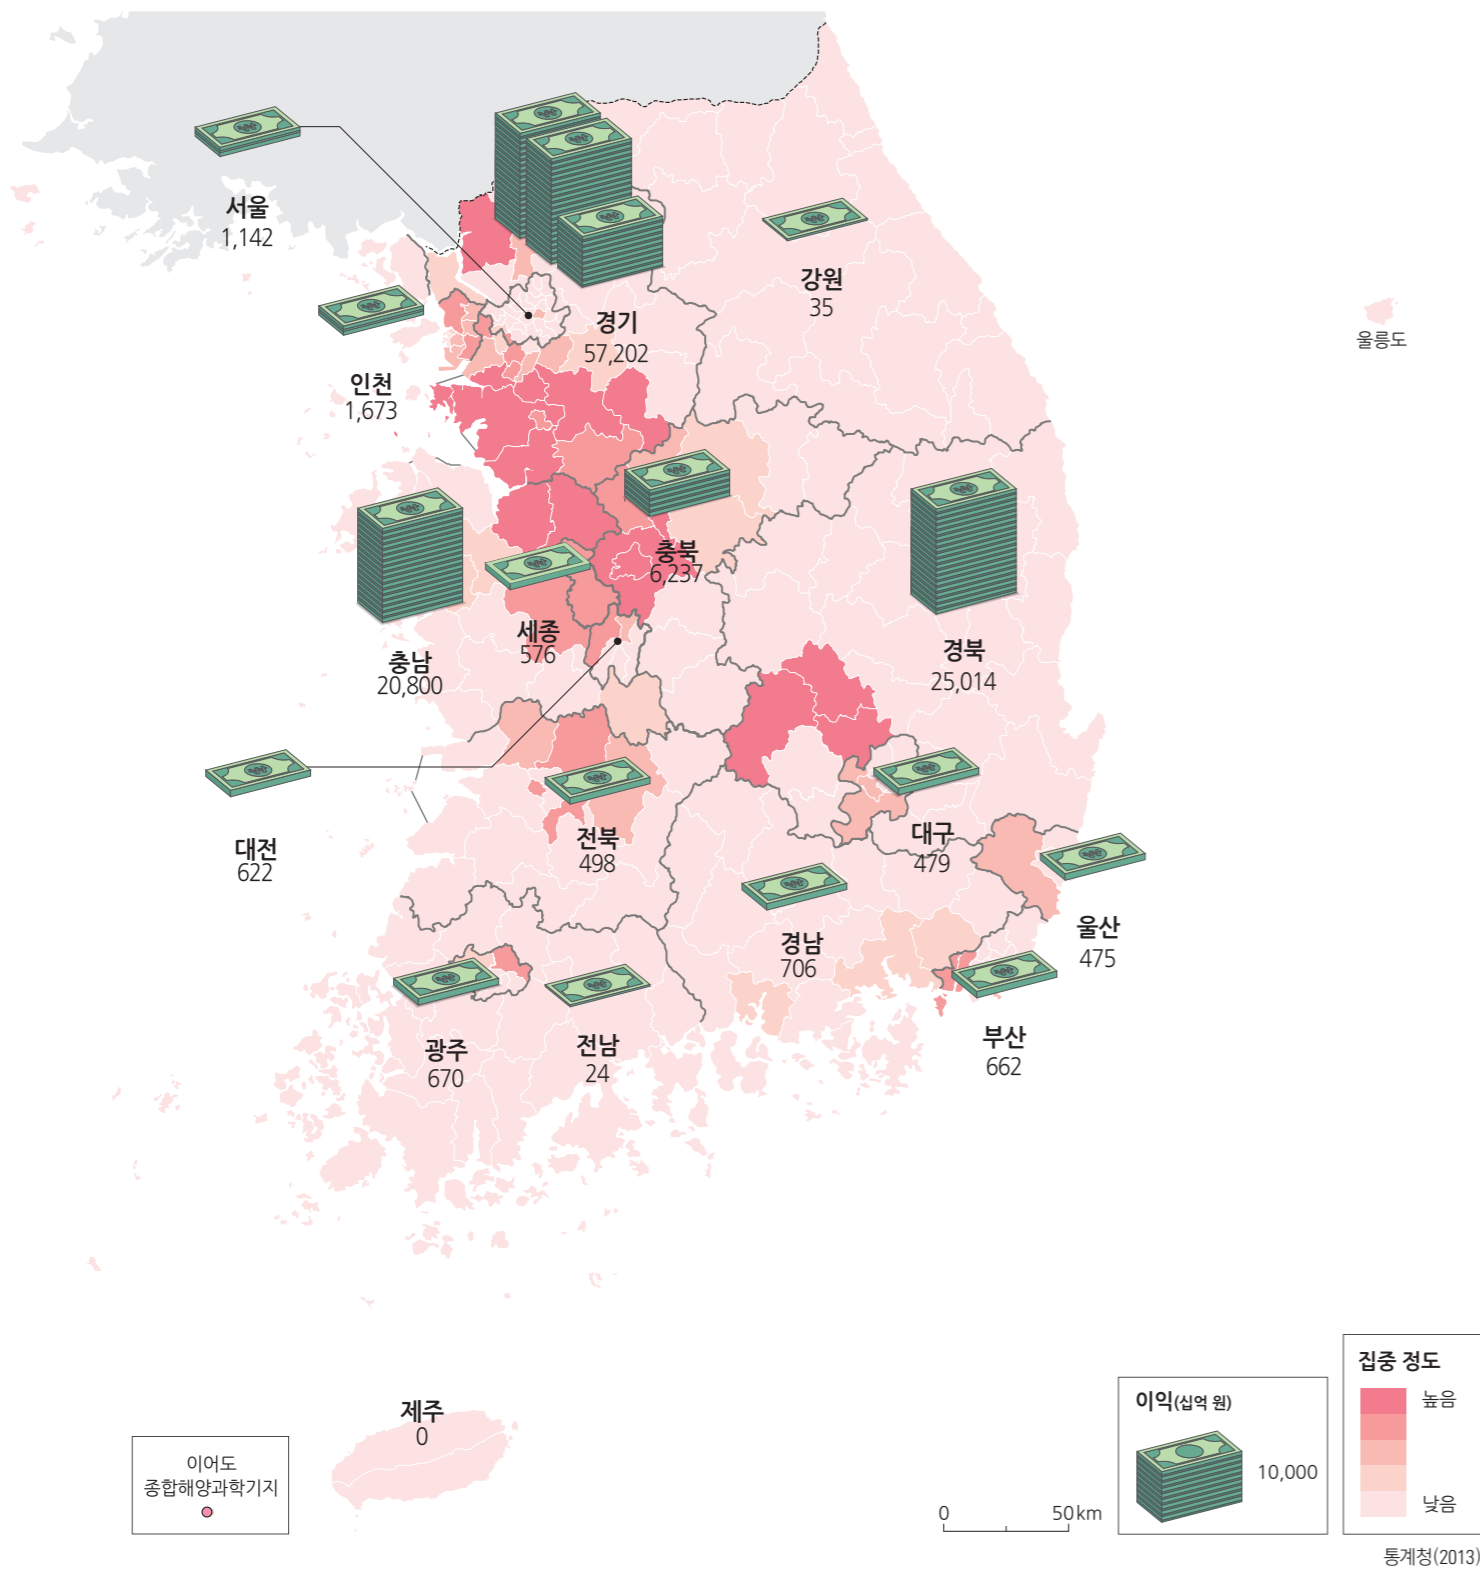 서울
1,142
강원
35
경기
57,202
울릉도
인천
1,673
충북
6,237
세종
576
충남
20,800
경북
25,014
대전
622
전북
498
대구
479
울산
475
경남
706
부산
662
광주
670
전남
24
제주
0
이어도
종합해양과학기지
0
50 km
이익(십억 원)
10,000
집중 정도
높음
낮음
통계청(2013)